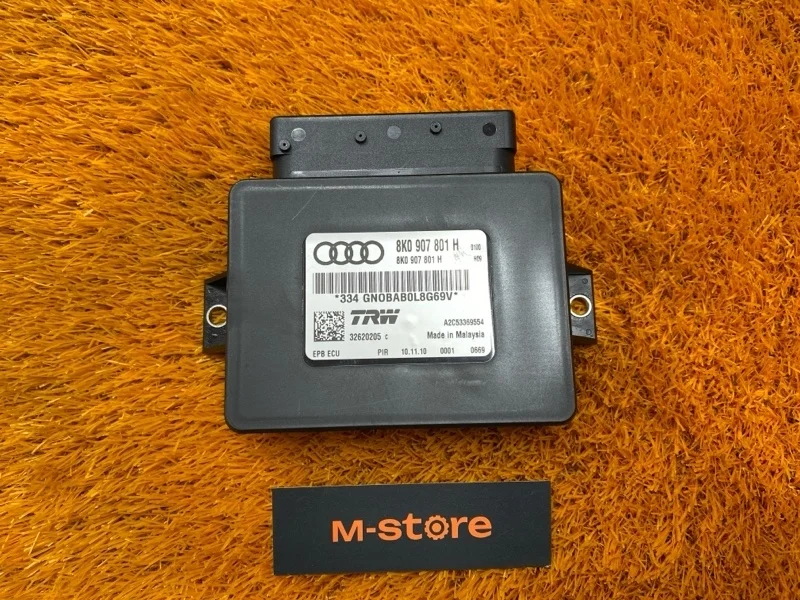 8K0 907 801 H
8K0 907 801 H
*334 GNOBAB0L8G69V*
TRW
A2C53369554
32620205 C
Made in Malaysia
EPB ECU PIR 10.11.10 0001 0669
M-store